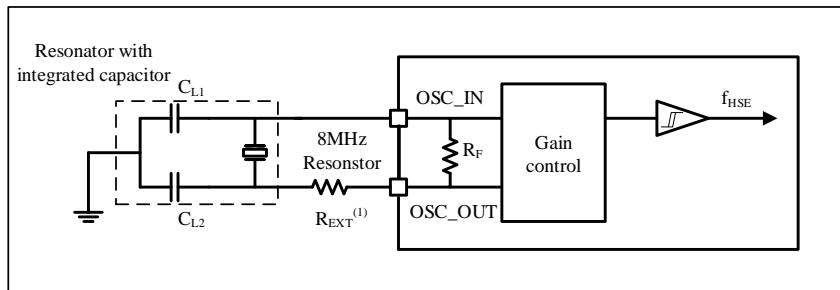 Resonator with
integrated capacitor
CL1
OSC_IN
fHSE
8MHz
Resonstor
RF
Gain
control
CL2
REXT(1)
OSC_OUT